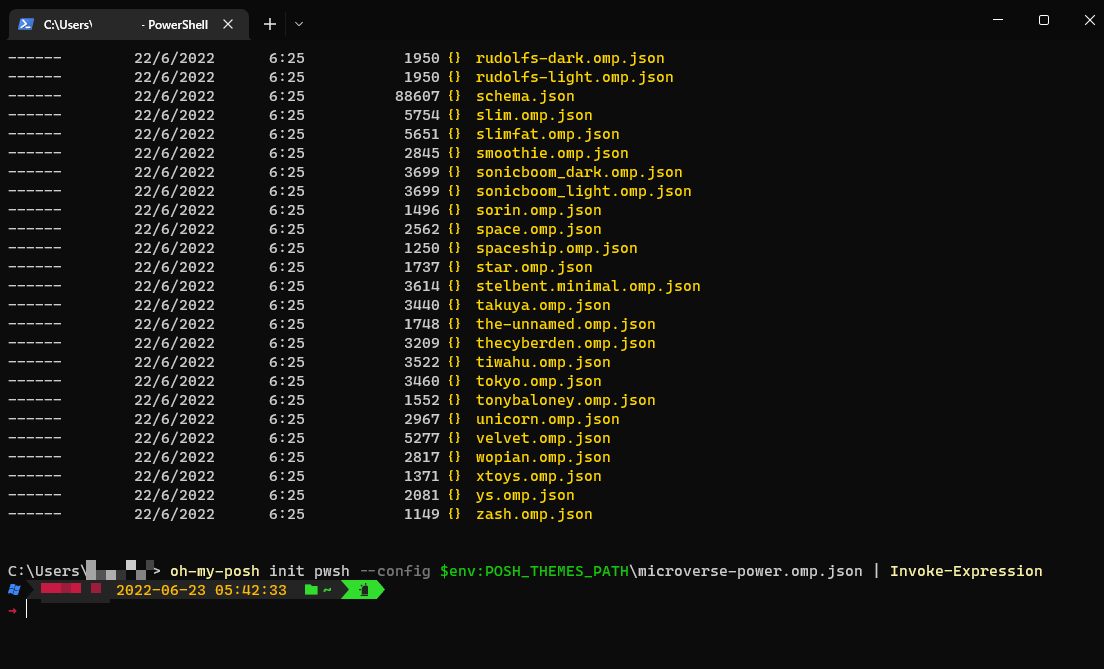 C:\Users\ - PowerShell
------ 22/6/2022 6:25 1950 {} rudolfs-dark.omp.json
------ 22/6/2022 6:25 1950 {} rudolfs-light.omp.json
------ 22/6/2022 6:25 88607 {} schema.json
------ 22/6/2022 6:25 5754 {} slim.omp.json
------ 22/6/2022 6:25 5651 {} slimfat.omp.json
------ 22/6/2022 6:25 2845 {} smoothie.omp.json
------ 22/6/2022 6:25 3699 {} sonicboom_dark.omp.json
------ 22/6/2022 6:25 3699 {} sonicboom_light.omp.json
------ 22/6/2022 6:25 1496 {} sorin.omp.json
------ 22/6/2022 6:25 2562 {} space.omp.json
------ 22/6/2022 6:25 1250 {} spaceship.omp.json
------ 22/6/2022 6:25 1737 {} star.omp.json
------ 22/6/2022 6:25 3614 {} stelbent.minimal.omp.json
------ 22/6/2022 6:25 3440 {} takuya.omp.json
------ 22/6/2022 6:25 1748 {} the-unnamed.omp.json
------ 22/6/2022 6:25 3209 {} thecyberden.omp.json
------ 22/6/2022 6:25 3522 {} tiwahu.omp.json
------ 22/6/2022 6:25 3460 {} tokyo.omp.json
------ 22/6/2022 6:25 1552 {} tonybaloney.omp.json
------ 22/6/2022 6:25 2967 {} unicorn.omp.json
------ 22/6/2022 6:25 5277 {} velvet.omp.json
------ 22/6/2022 6:25 2817 {} wopian.omp.json
------ 22/6/2022 6:25 1371 {} xtoys.omp.json
------ 22/6/2022 6:25 2081 {} ys.omp.json
------ 22/6/2022 6:25 1149 {} zash.omp.json
C:\Users\> oh-my-posh init pwsh --config $env:POSH_THEMES_PATH\microverse-power.omp.json | Invoke-Expression
2022-06-23 05:42:33 ~
→